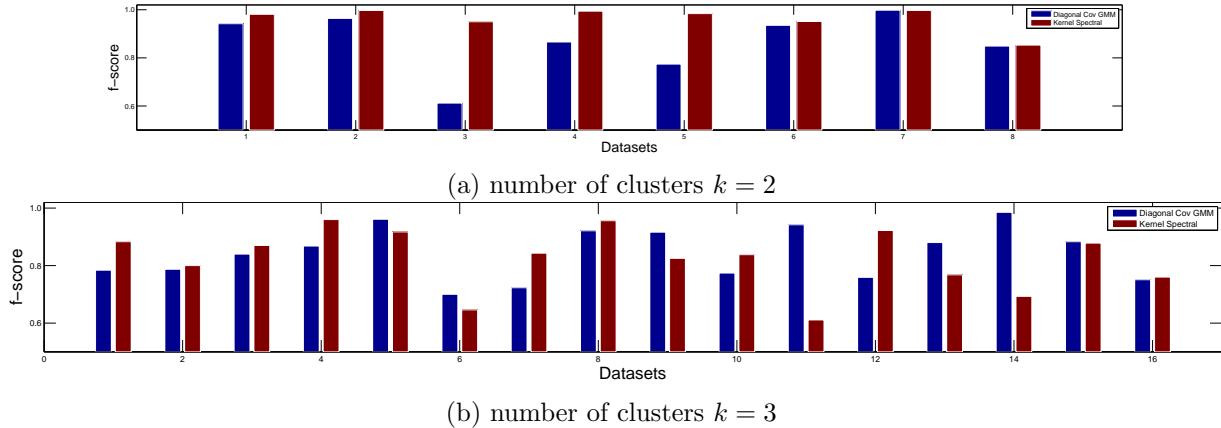 1.0
0.8
0.6
f-score
Diagonal Cov GMM
Kernel Spectral
1 2 3 4 5 6 7 8
Datasets
(a) number of clusters k = 2
1.0
0.8
0.6
f-score
Diagonal Cov GMM
Kernel Spectral
0 2 4 6 8 10 12 14 16
Datasets
(b) number of clusters k = 3